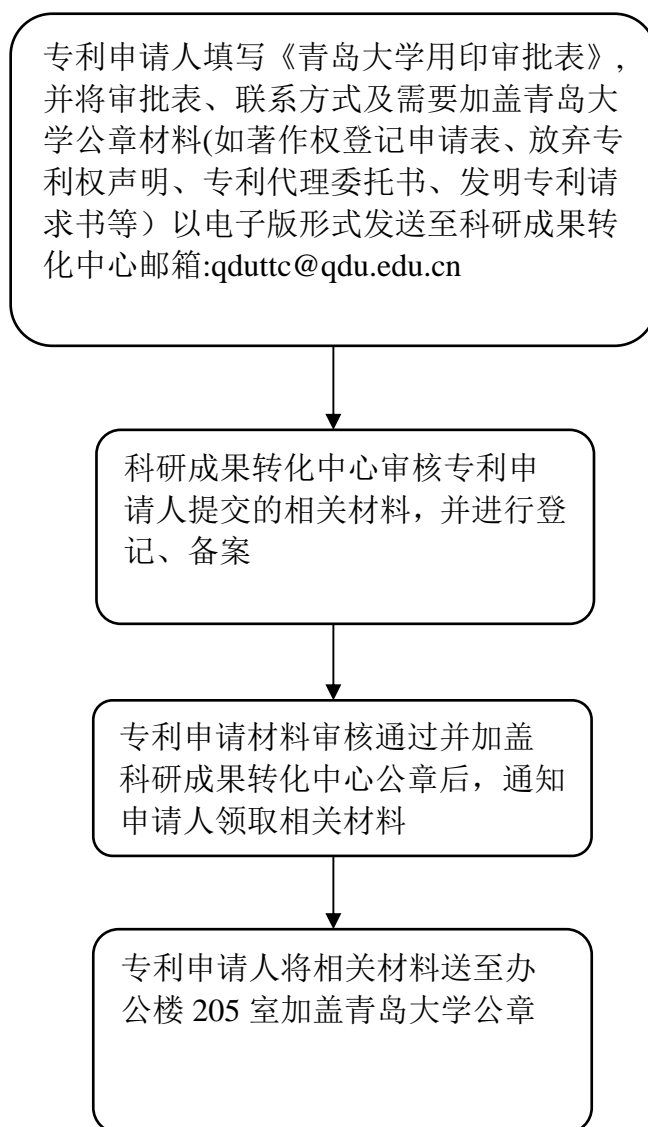 专利申请人填写《青岛大学用印审批表》,
并将审批表、联系方式及需要加盖青岛大
学公章材料(如著作权登记申请表、放弃专
利权声明、专利代理委托书、发明专利请
求书等）以电子版形式发送至科研成果转
化中心邮箱:qduttc@qdu.edu.cn
科研成果转化中心审核专利申
请人提交的相关材料，并进行登
记、备案
专利申请材料审核通过并加盖
科研成果转化中心公章后，通知
申请人领取相关材料
专利申请人将相关材料送至办
公楼 205 室加盖青岛大学公章